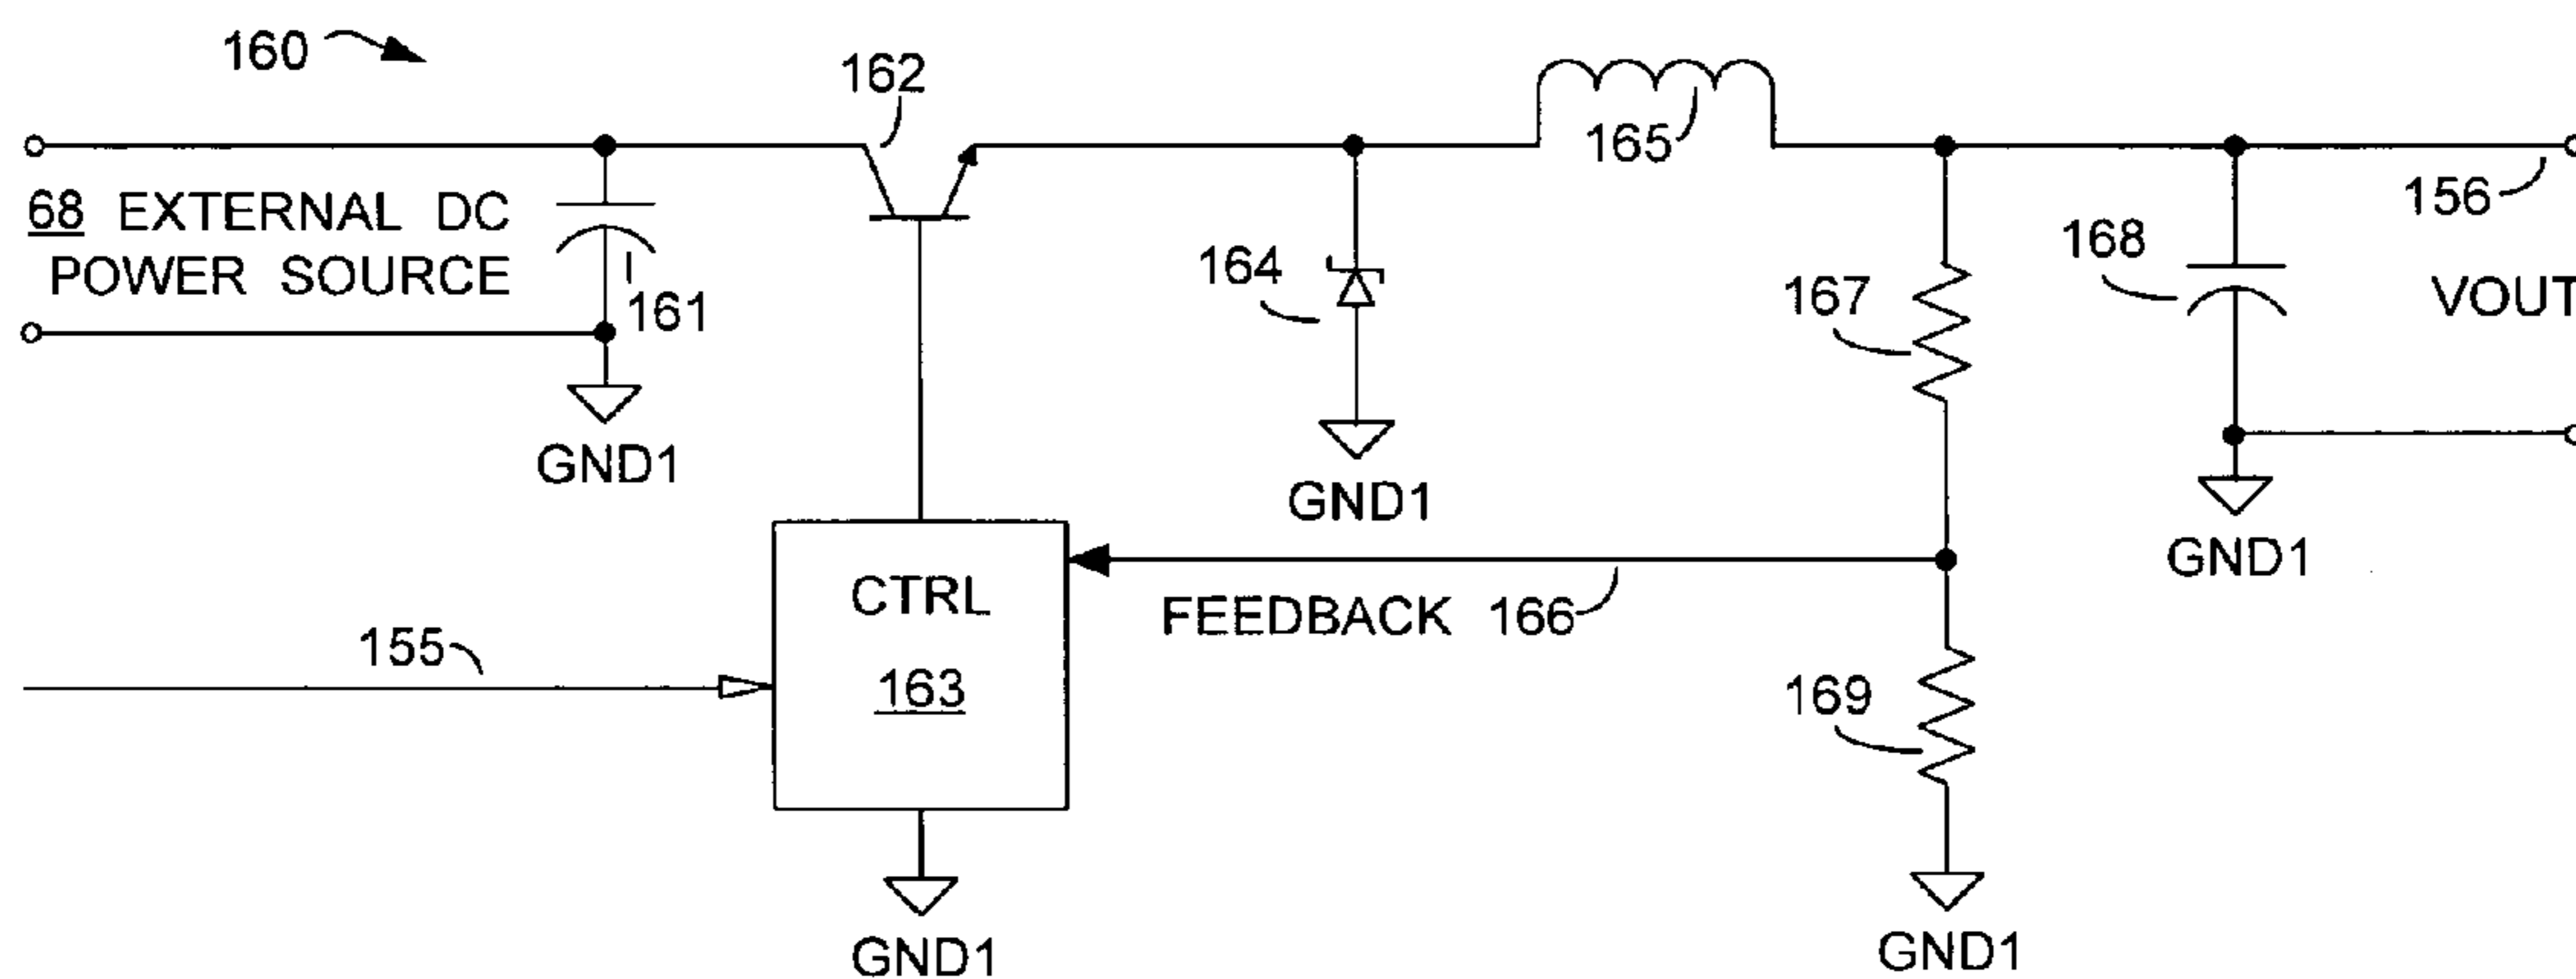 160
162
165
156
68 EXTERNAL DC
POWER SOURCE
161
164
167
168
VOUT
GND1
GND1
GND1
CTRL
163
FEEDBACK 166
155
169
GND1
GND1